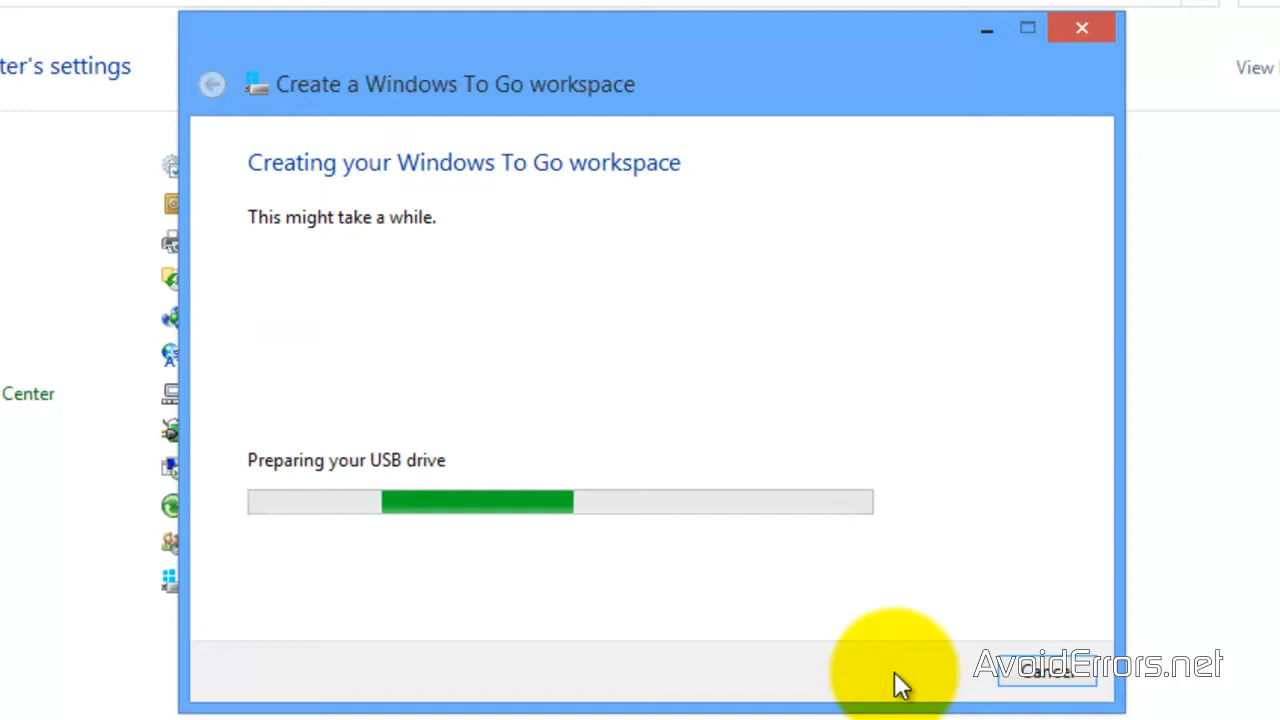 ter's settings
View
Create a Windows To Go workspace
Creating your Windows To Go workspace
This might take a while.
Center
Preparing your USB drive
AvoidErrors.net
Cancel